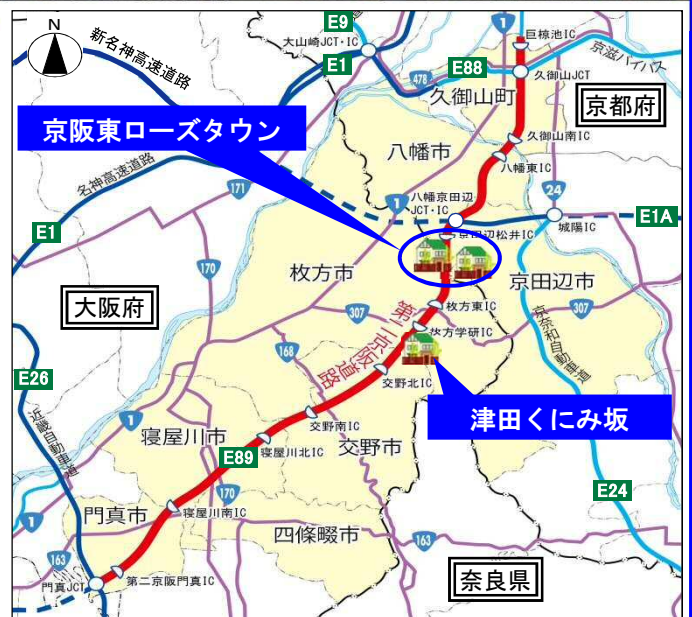 N
新名神高速道路
E9
大山崎JCT・IC
E1
1
巨椋池IC
478
E88
京滋バイパス
久御山JCT
久御山町
京都府
京阪東ローズタウン
八幡市
久御山南IC
八幡東IC
名神高速道路
171
1
八幡京田辺
JCT・IC
24
城陽IC
E1A
E1
京田辺松井IC
170
枚方市
京田辺市
大阪府
307
枚方東IC
307
枚方学研IC
第二京阪道路
京奈和自動車道
168
E26
交野北IC
近畿自動車道
1
交野南IC
津田くにみ坂
寝屋川市
寝屋川北IC
交野市
E89
170
E24
門真市
寝屋川南IC
1
四條畷市
163
163
門真JCT
第二京阪門真IC
奈良県